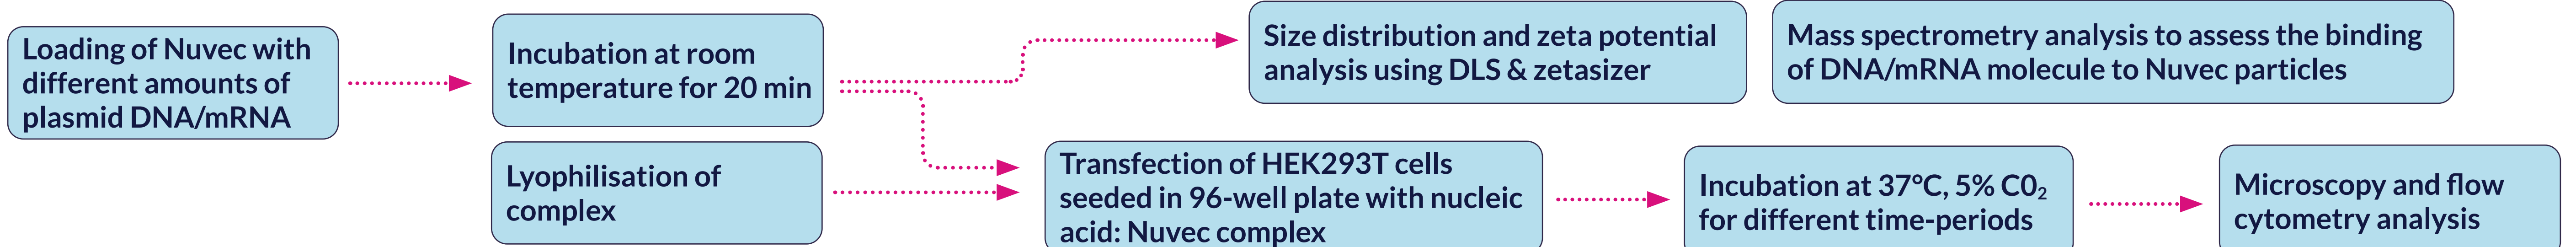 Loading of Nuvec with
different amounts of
plasmid DNA/mRNA
Incubation at room
temperature for 20 min
Size distribution and zeta potential
analysis using DLS & zetasizer
Mass spectrometry analysis to assess the binding
of DNA/mRNA molecule to Nuvec particles
Lyophilisation of
complex
Transfection of HEK293T cells
seeded in 96-well plate with nucleic
acid: Nuvec complex
Incubation at 37°C, 5% C0₂
for different time-periods
Microscopy and flow
cytometry analysis